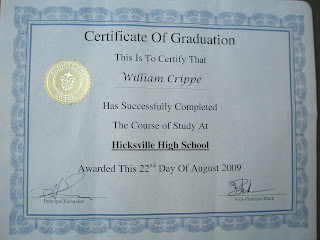 Certificate Of Graduation
This Is To Certify That
William Crippe
Has Successfully Completed
The Course of Study At
Hicksville High School
Awarded This 22nd Day Of August 2009
Vice-Principal Black
Principal